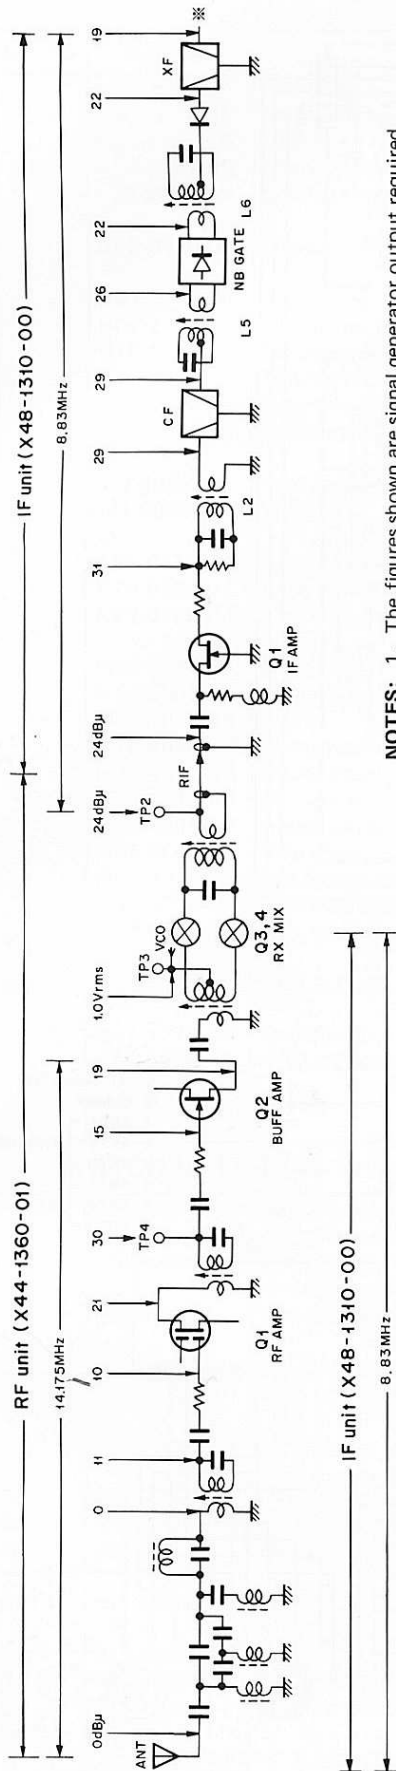 RF unit (X44-1360-01)
IF unit (X48-1310-00)
14.175MHz
8.83MHz
0dBμ
0
11
10
21
30
15
19
1.0Vrms
24dBμ
24dBμ
31
29
29
26
22
22
19
※
ANT
TP4
TP3
VCO
TP2
RIF
CF
XF
Q1
RF AMP
Q2
BUFF AMP
Q3,4
RX MIX
Q1
IF AMP
L2
L5
NB GATE
L6
IF unit (X48-1310-00)
8.83MHz
NOTES: 1. The figures shown are signal generator output required